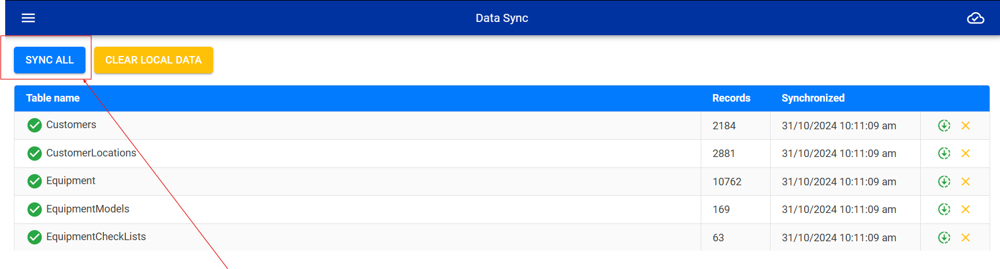 Data Sync
SYNC ALL CLEAR LOCAL DATA
Table name Records Synchronized
Customers 2184 31/10/2024 10:11:09 am
CustomerLocations 2881 31/10/2024 10:11:09 am
Equipment 10762 31/10/2024 10:11:09 am
EquipmentModels 169 31/10/2024 10:11:09 am
EquipmentCheckLists 63 31/10/2024 10:11:09 am